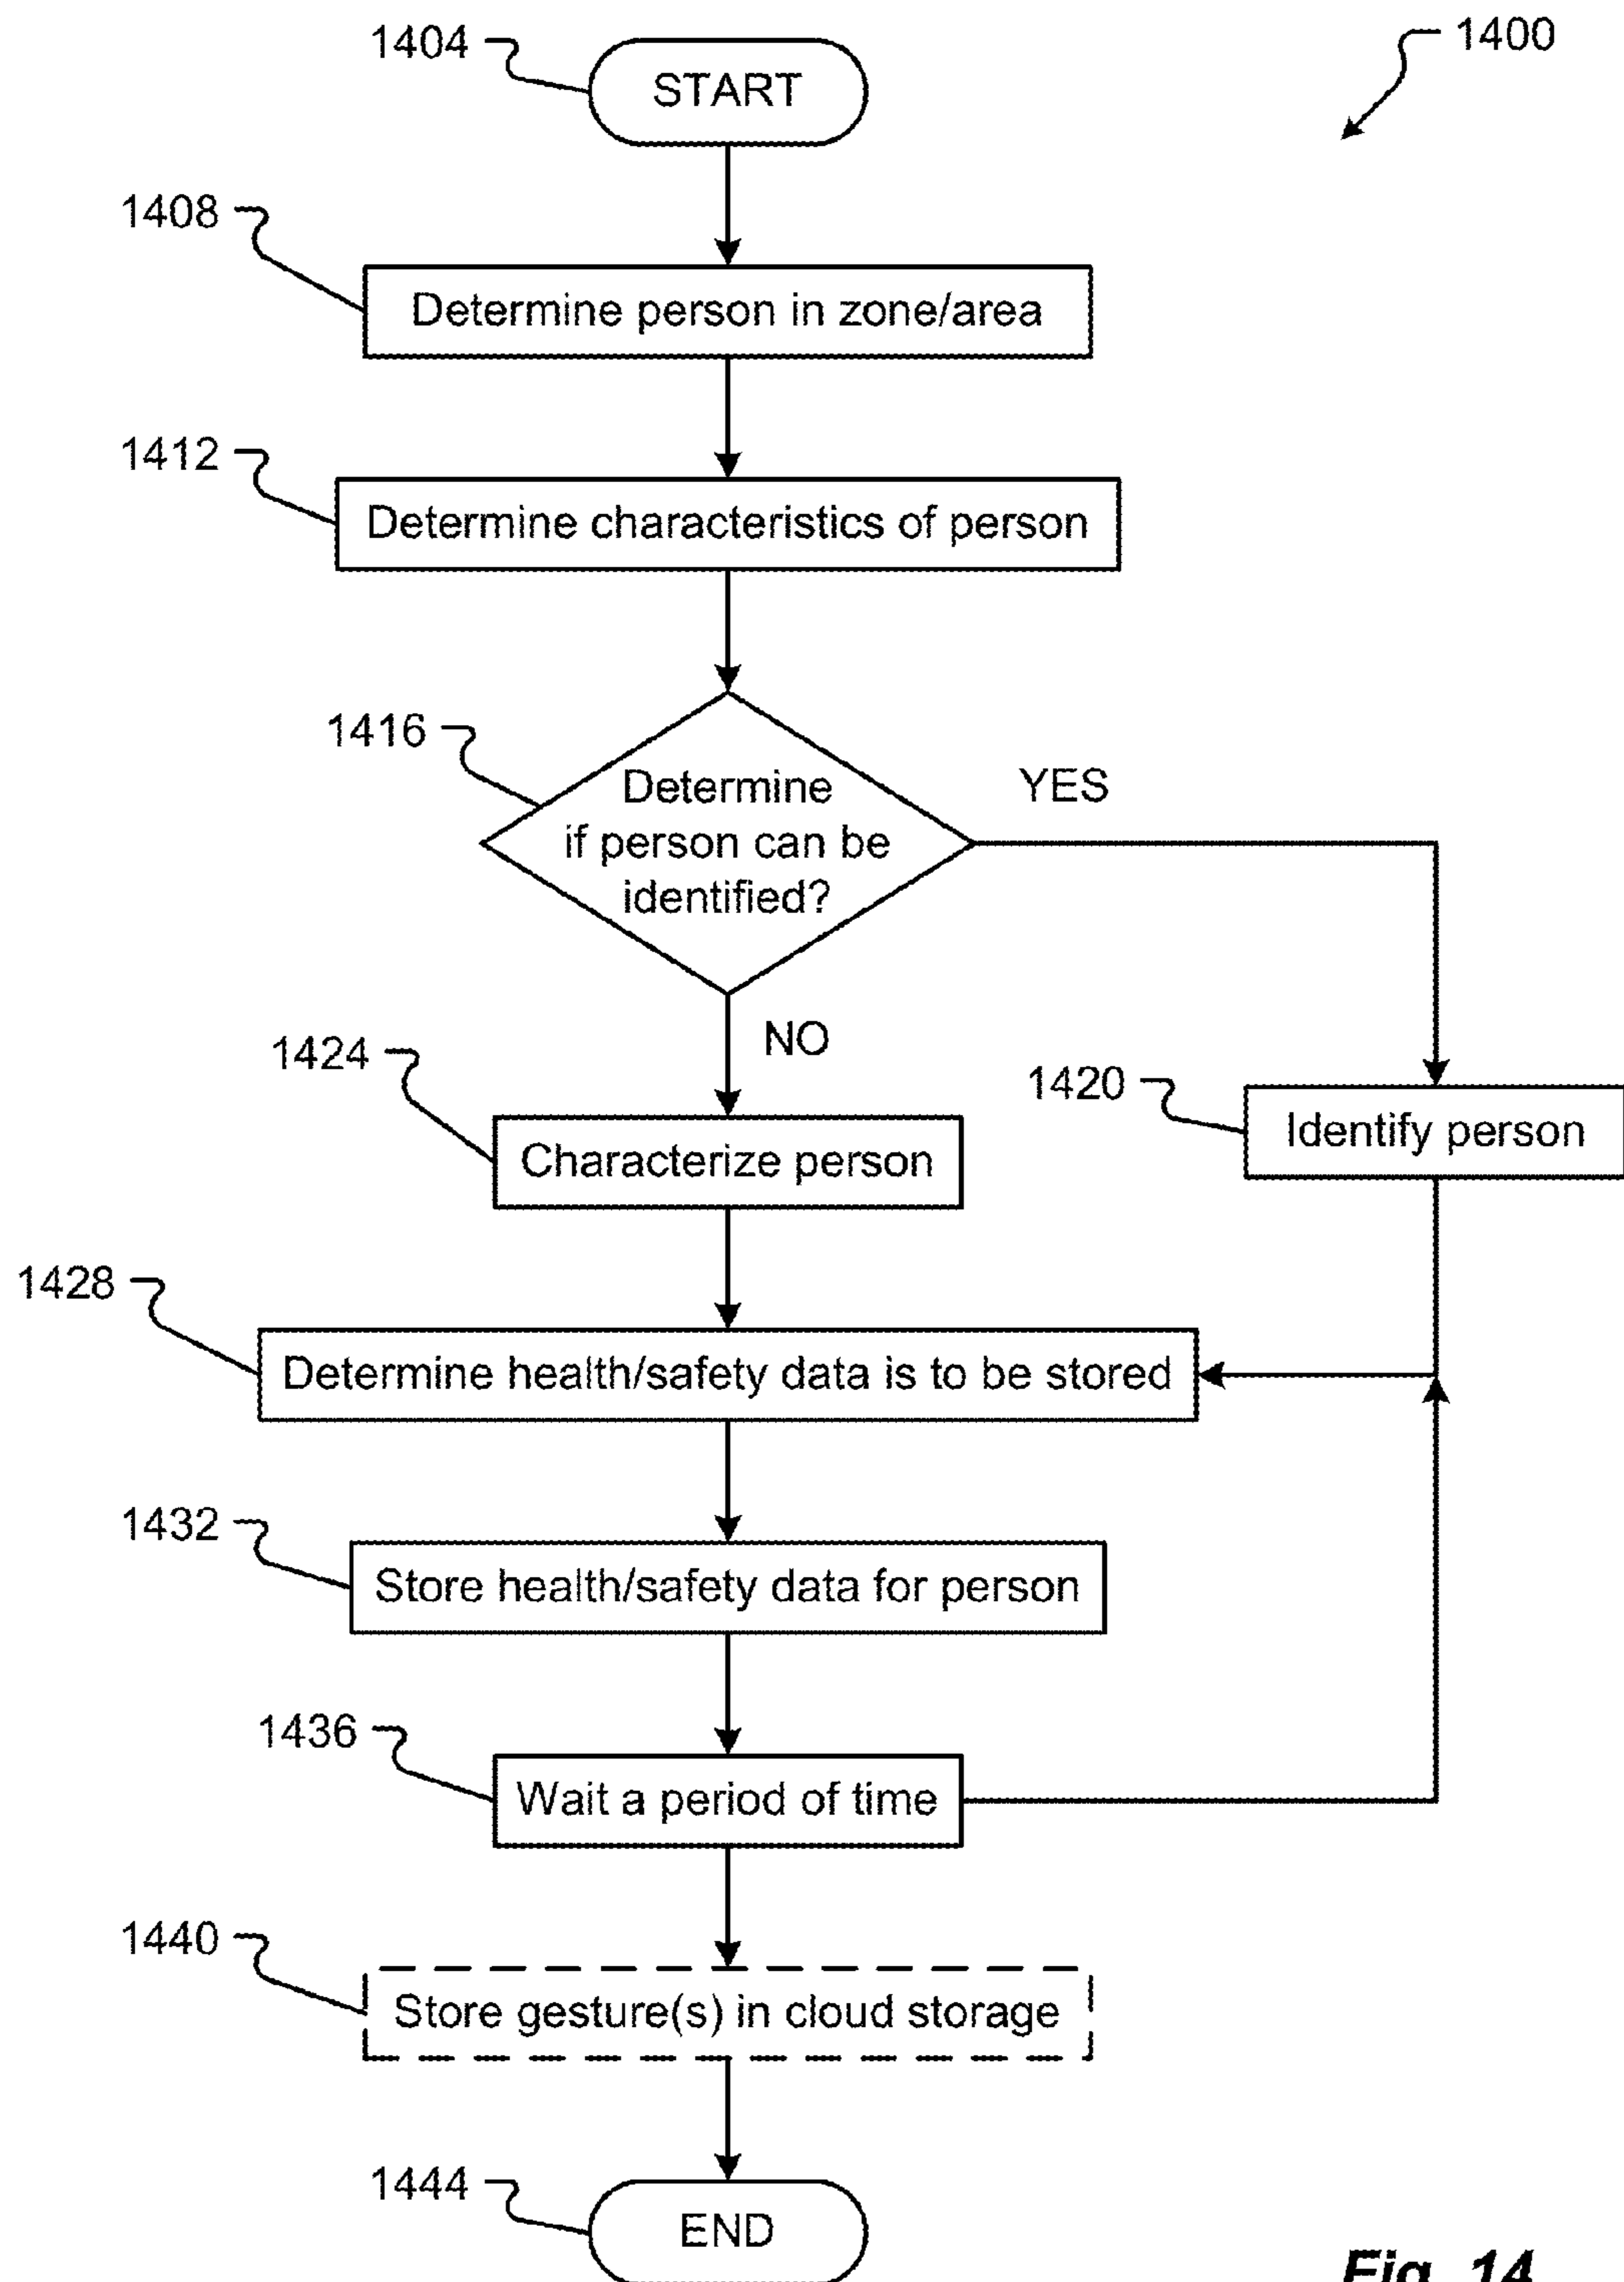 1404
START
1400
1408
Determine person in zone/area
1412
Determine characteristics of person
1416
Determine
if person can be
identified?
YES
NO
1424
Characterize person
1420
Identify person
1428
Determine health/safety data is to be stored
1432
Store health/safety data for person
1436
Wait a period of time
1440
Store gesture(s) in cloud storage
1444
END
Fig. 14